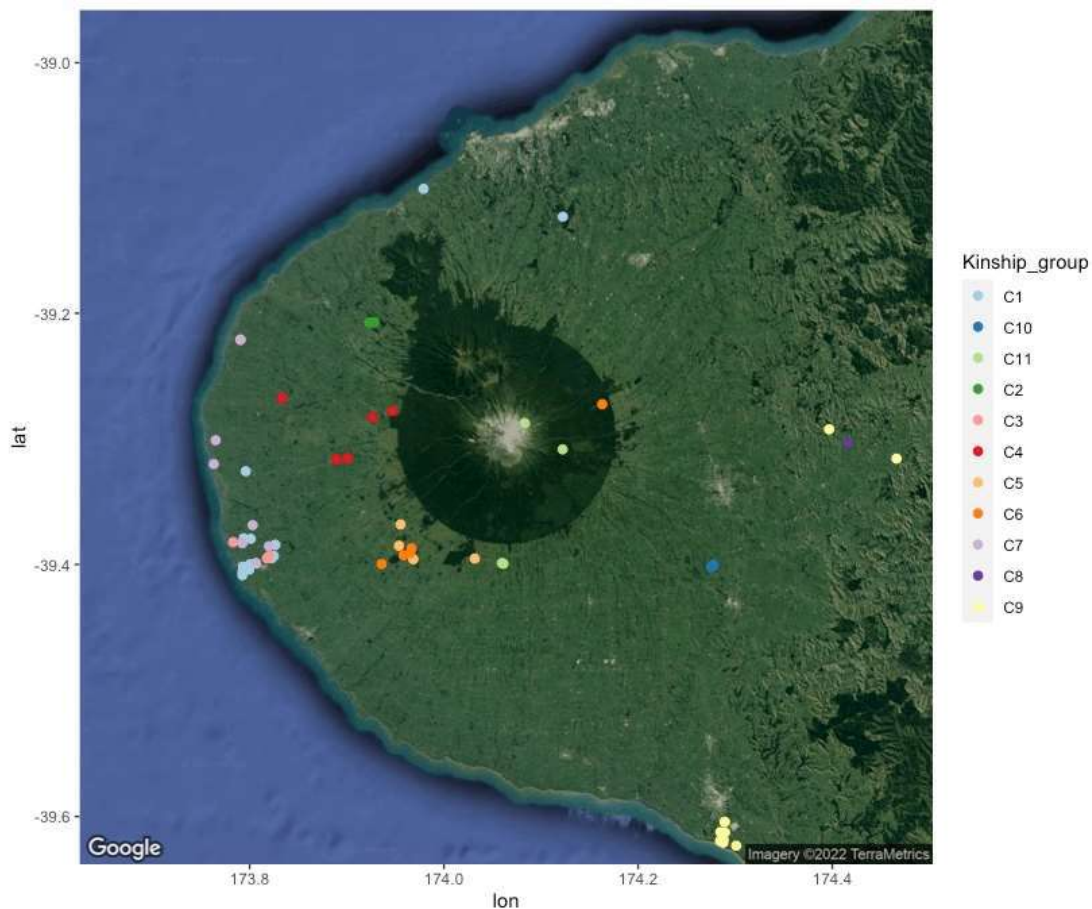 -39.0
-39.2
lat
-39.4
-39.6
Google
Imagery ©2022 TerraMetrics
173.8
174.0
174.2
174.4
lon
Kinship_group
C1
C10
C11
C2
C3
C4
C5
C6
C7
C8
C9